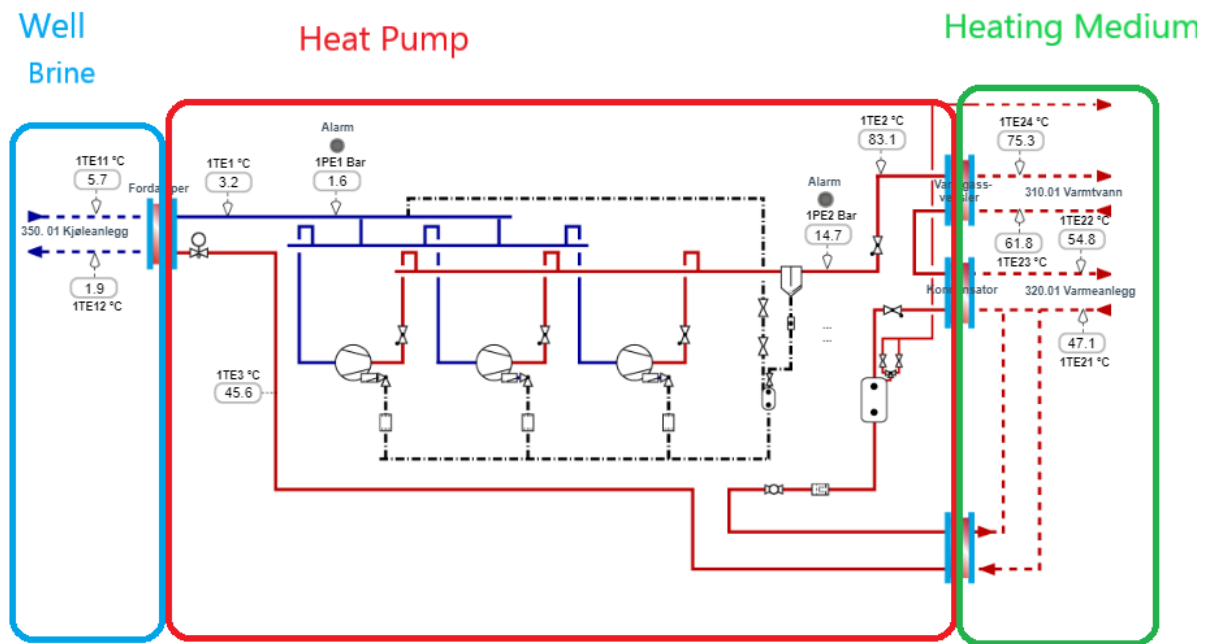 Well
Brine
Heat Pump
Heating Medium
1TE11 °C
5.7
350. 01 Kjøleanlegg
1.9
1TE12 °C
1TE1 °C
3.2
Alarm
1PE1 Bar
1.6
1TE3 °C
45.6
Alarm
1PE2 Bar
14.7
...
...
1TE2 °C
83.1
1TE24 °C
75.3
310.01 Varmtvann
61.8
1TE23 °C
1TE22 °C
54.8
Kondensator
320.01 Varmeanlegg
47.1
1TE21 °C